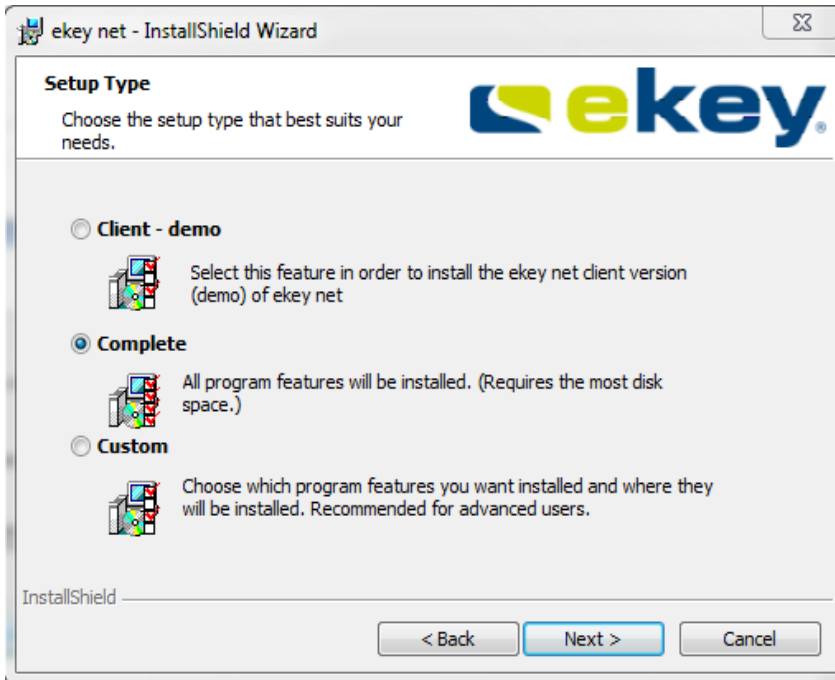 ekey net - InstallShield Wizard
Setup Type
Choose the setup type that best suits your
needs.
ekey®
Client - demo
Select this feature in order to install the ekey net client version
(demo) of ekey net
Complete
All program features will be installed. (Requires the most disk
space.)
Custom
Choose which program features you want installed and where they
will be installed. Recommended for advanced users.
InstallShield
< Back
Next >
Cancel